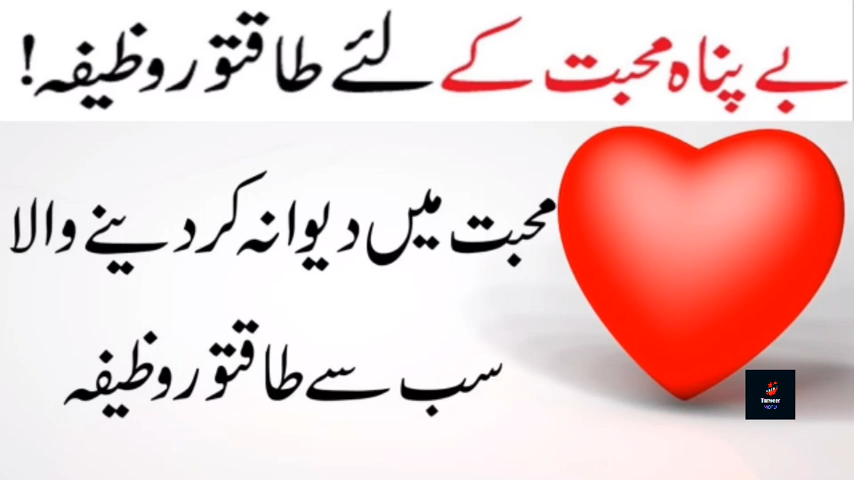 بے پناہ محبت کے لئے طاقتور وظیفہ!
محبت میں دیوانہ کر دینے والا
سب سے طاقتور وظیفہ